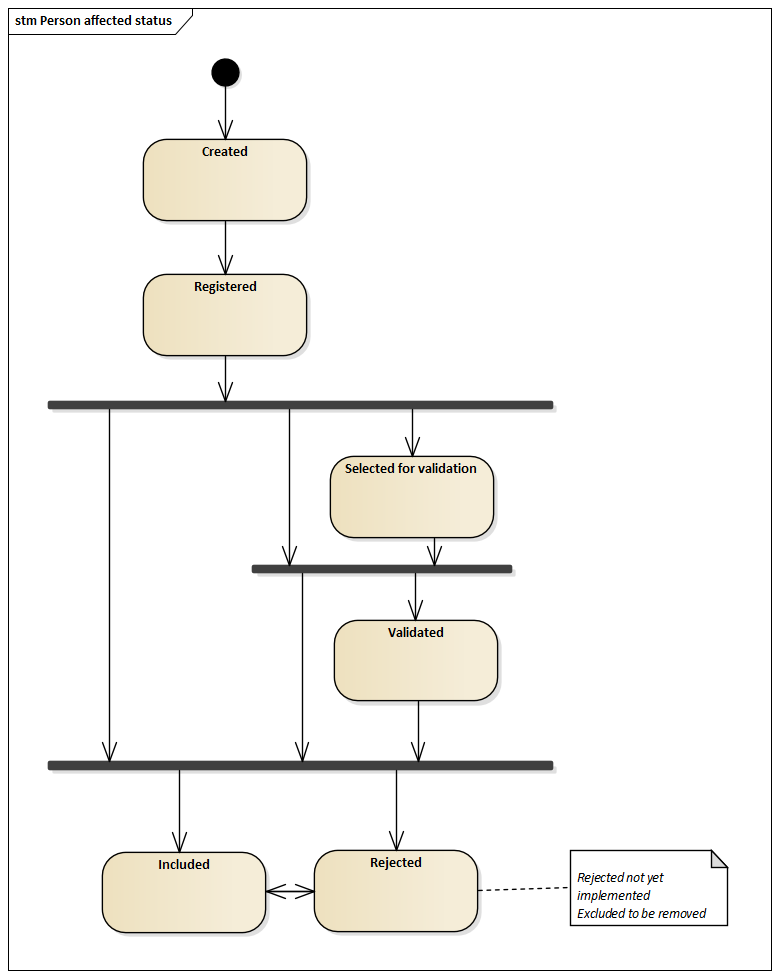 stm Person affected status
Created
Registered
Selected for validation
Validated
Included
Rejected
Rejected not yet
implemented
Excluded to be removed